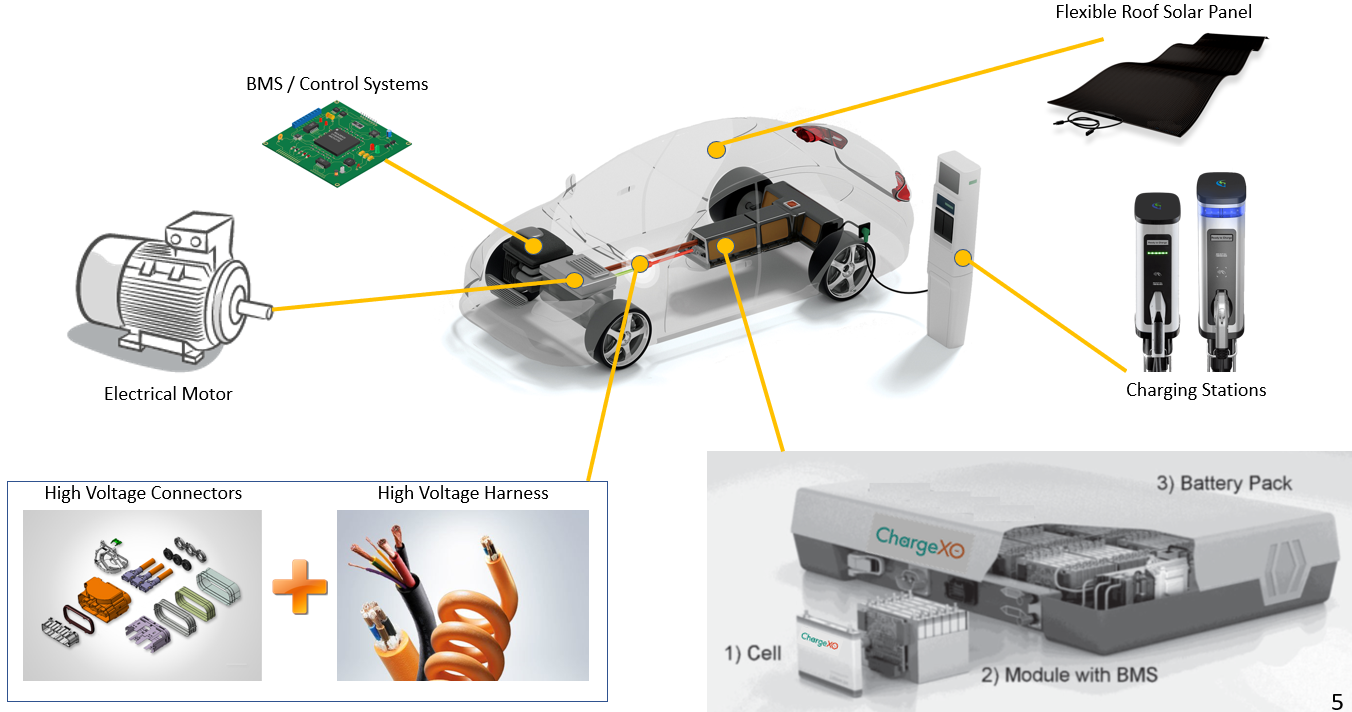 Flexible Roof Solar Panel
BMS / Control Systems
Electrical Motor
Charging Stations
High Voltage Connectors
High Voltage Harness
3) Battery Pack
ChargeXO
ChargeXO
1) Cell
2) Module with BMS
5